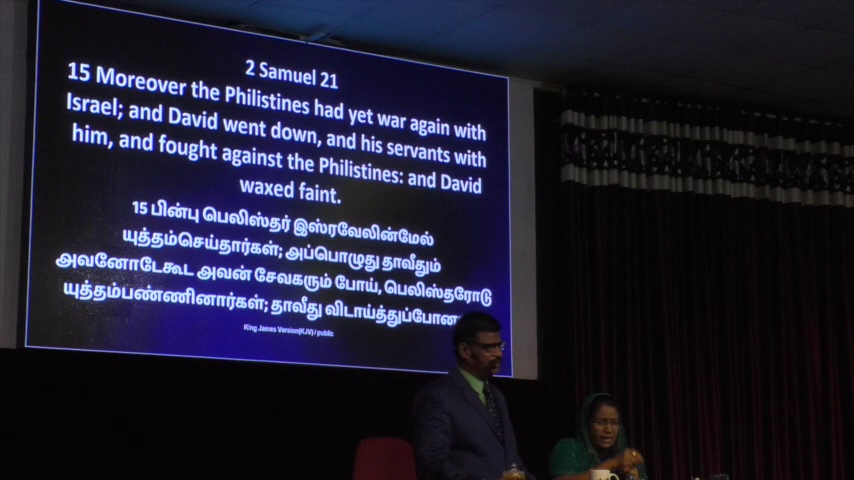 2 Samuel 21
15 Moreover the Philistines had yet war again with
Israel; and David went down, and his servants with
him, and fought against the Philistines: and David
waxed faint.
15 பின்பு பெலிஸ்தர் இஸ்ரவேலின்மேல்
யுத்தம்செய்தார்கள்; அப்பொழுது தாவீதும்
அவனோடேகூட அவன் சேவகரும் போய், பெலிஸ்தரோடு
யுத்தம்பண்ணினார்கள்; தாவீது
King James Version(KJV) / public